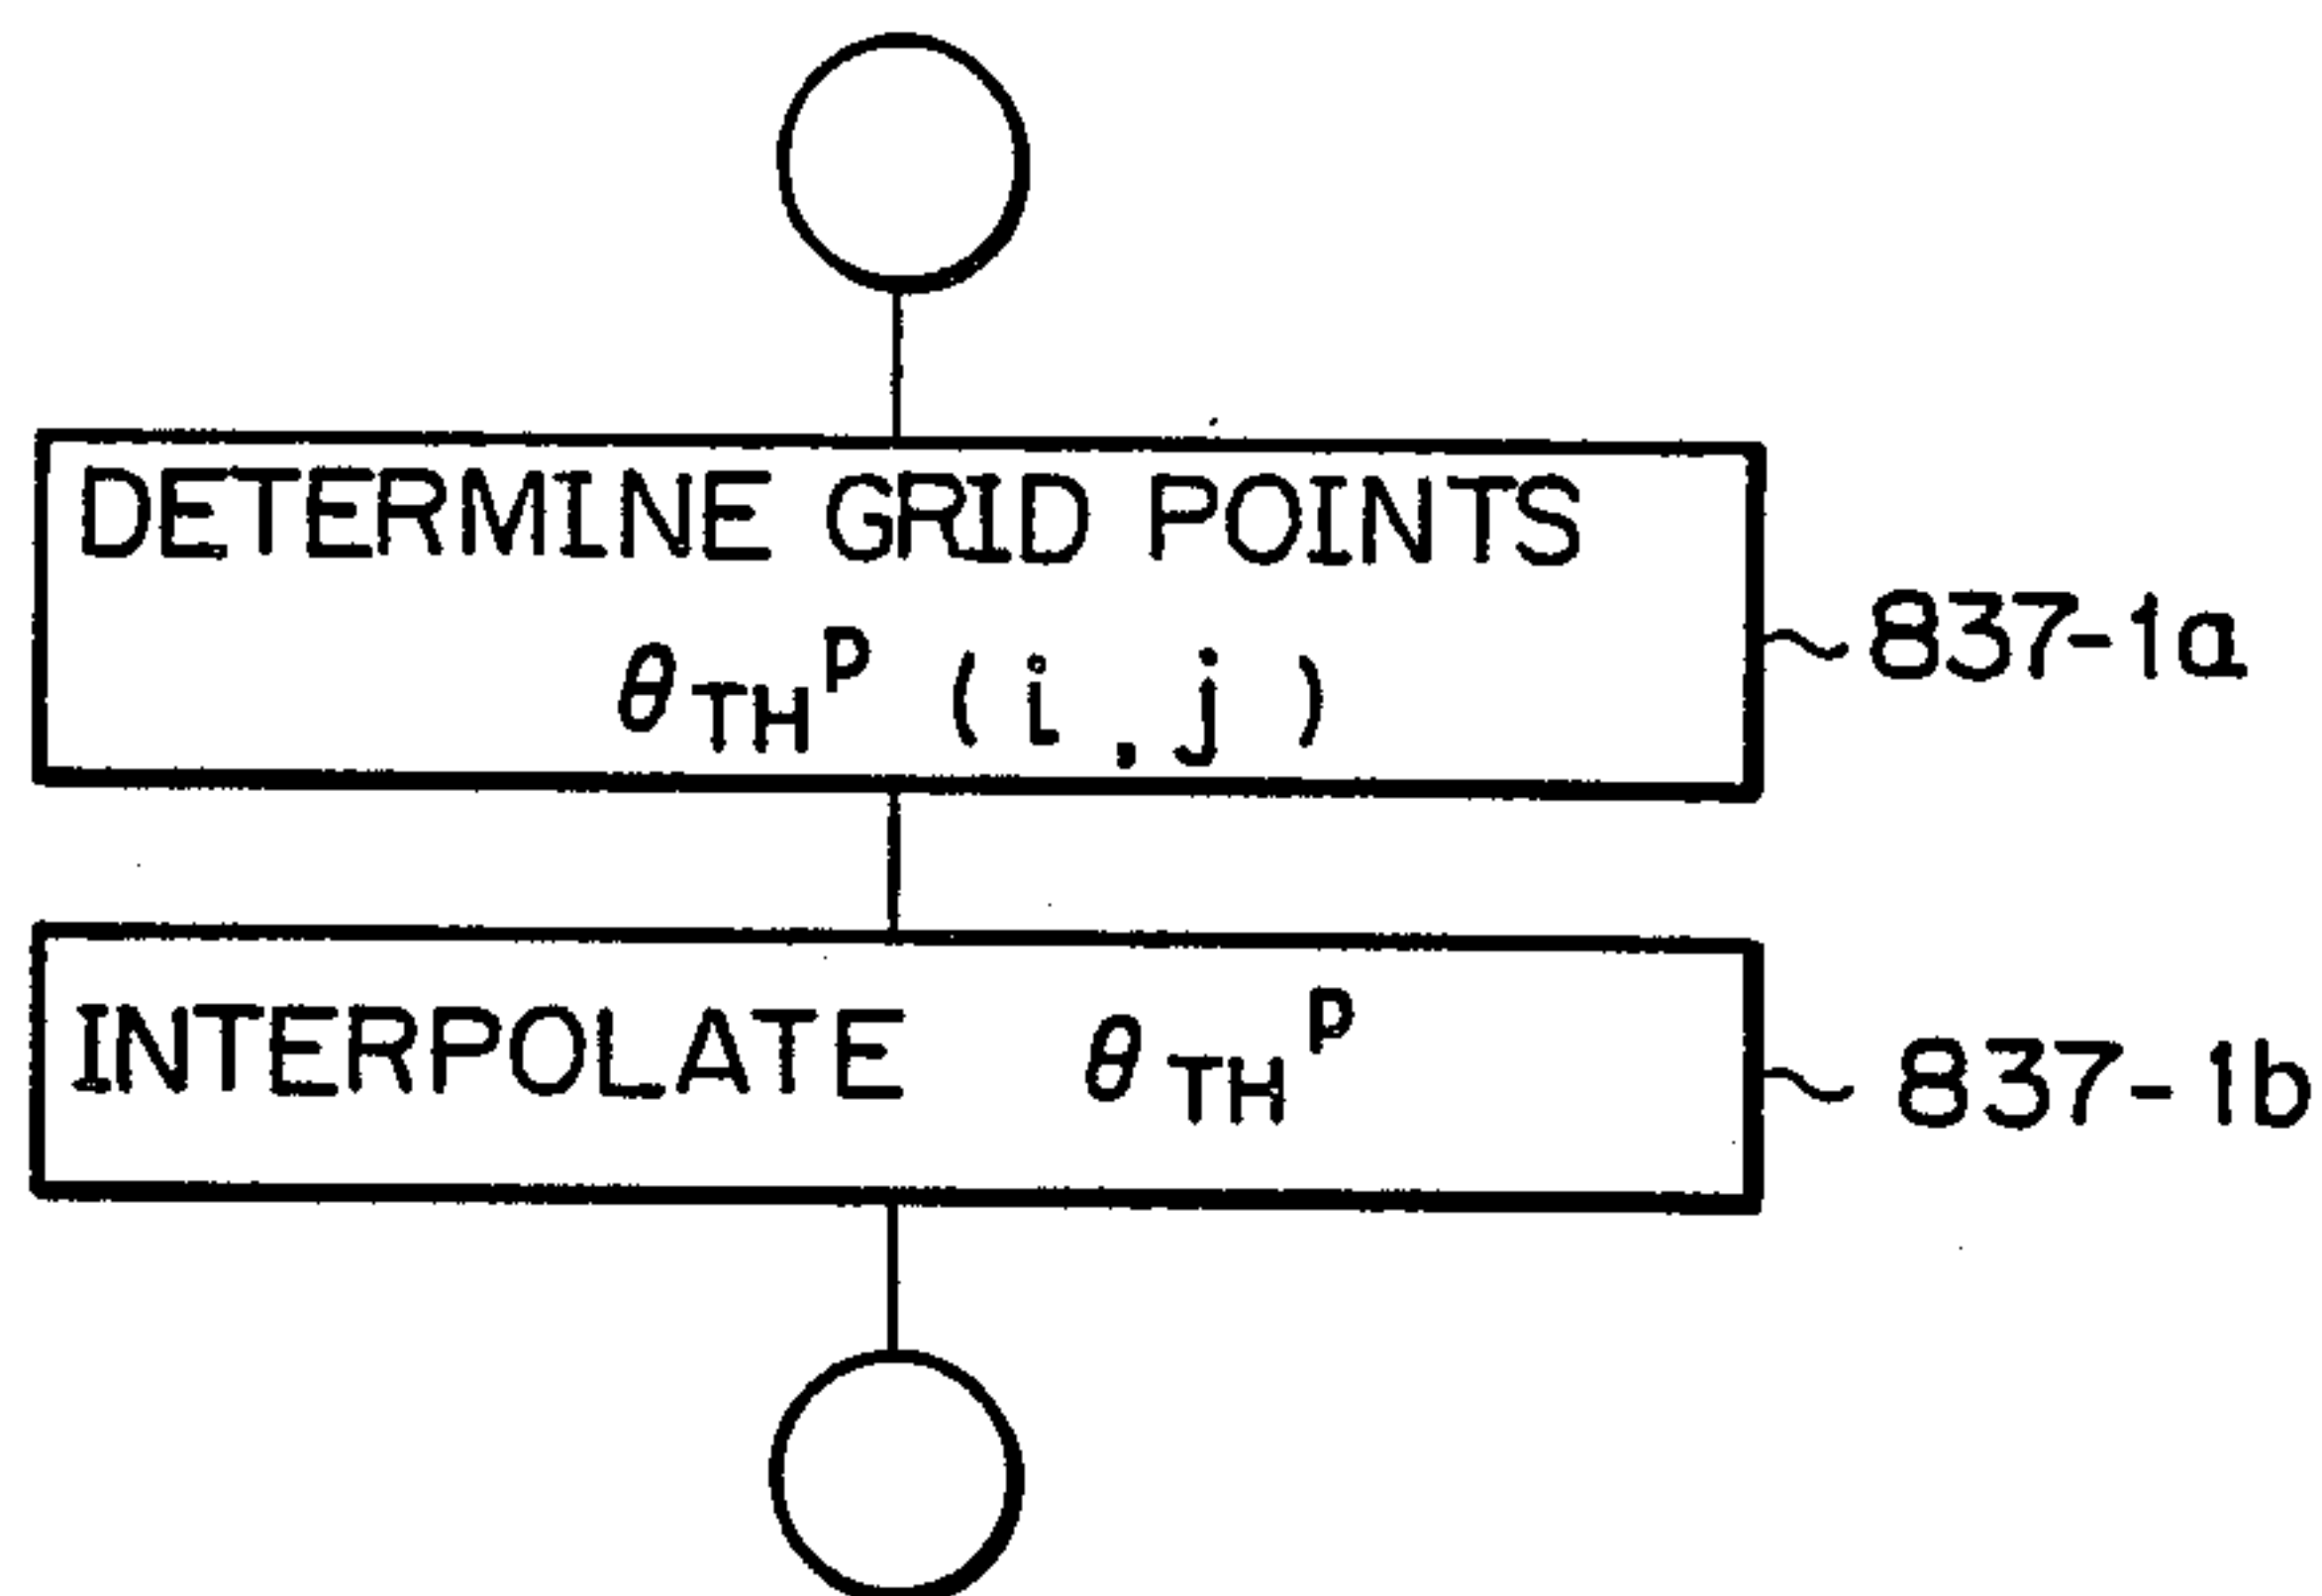 DETERMINE GRID POINTS
θTHP (i, j)
837-1a
INTERPOLATE θTHP
837-1b